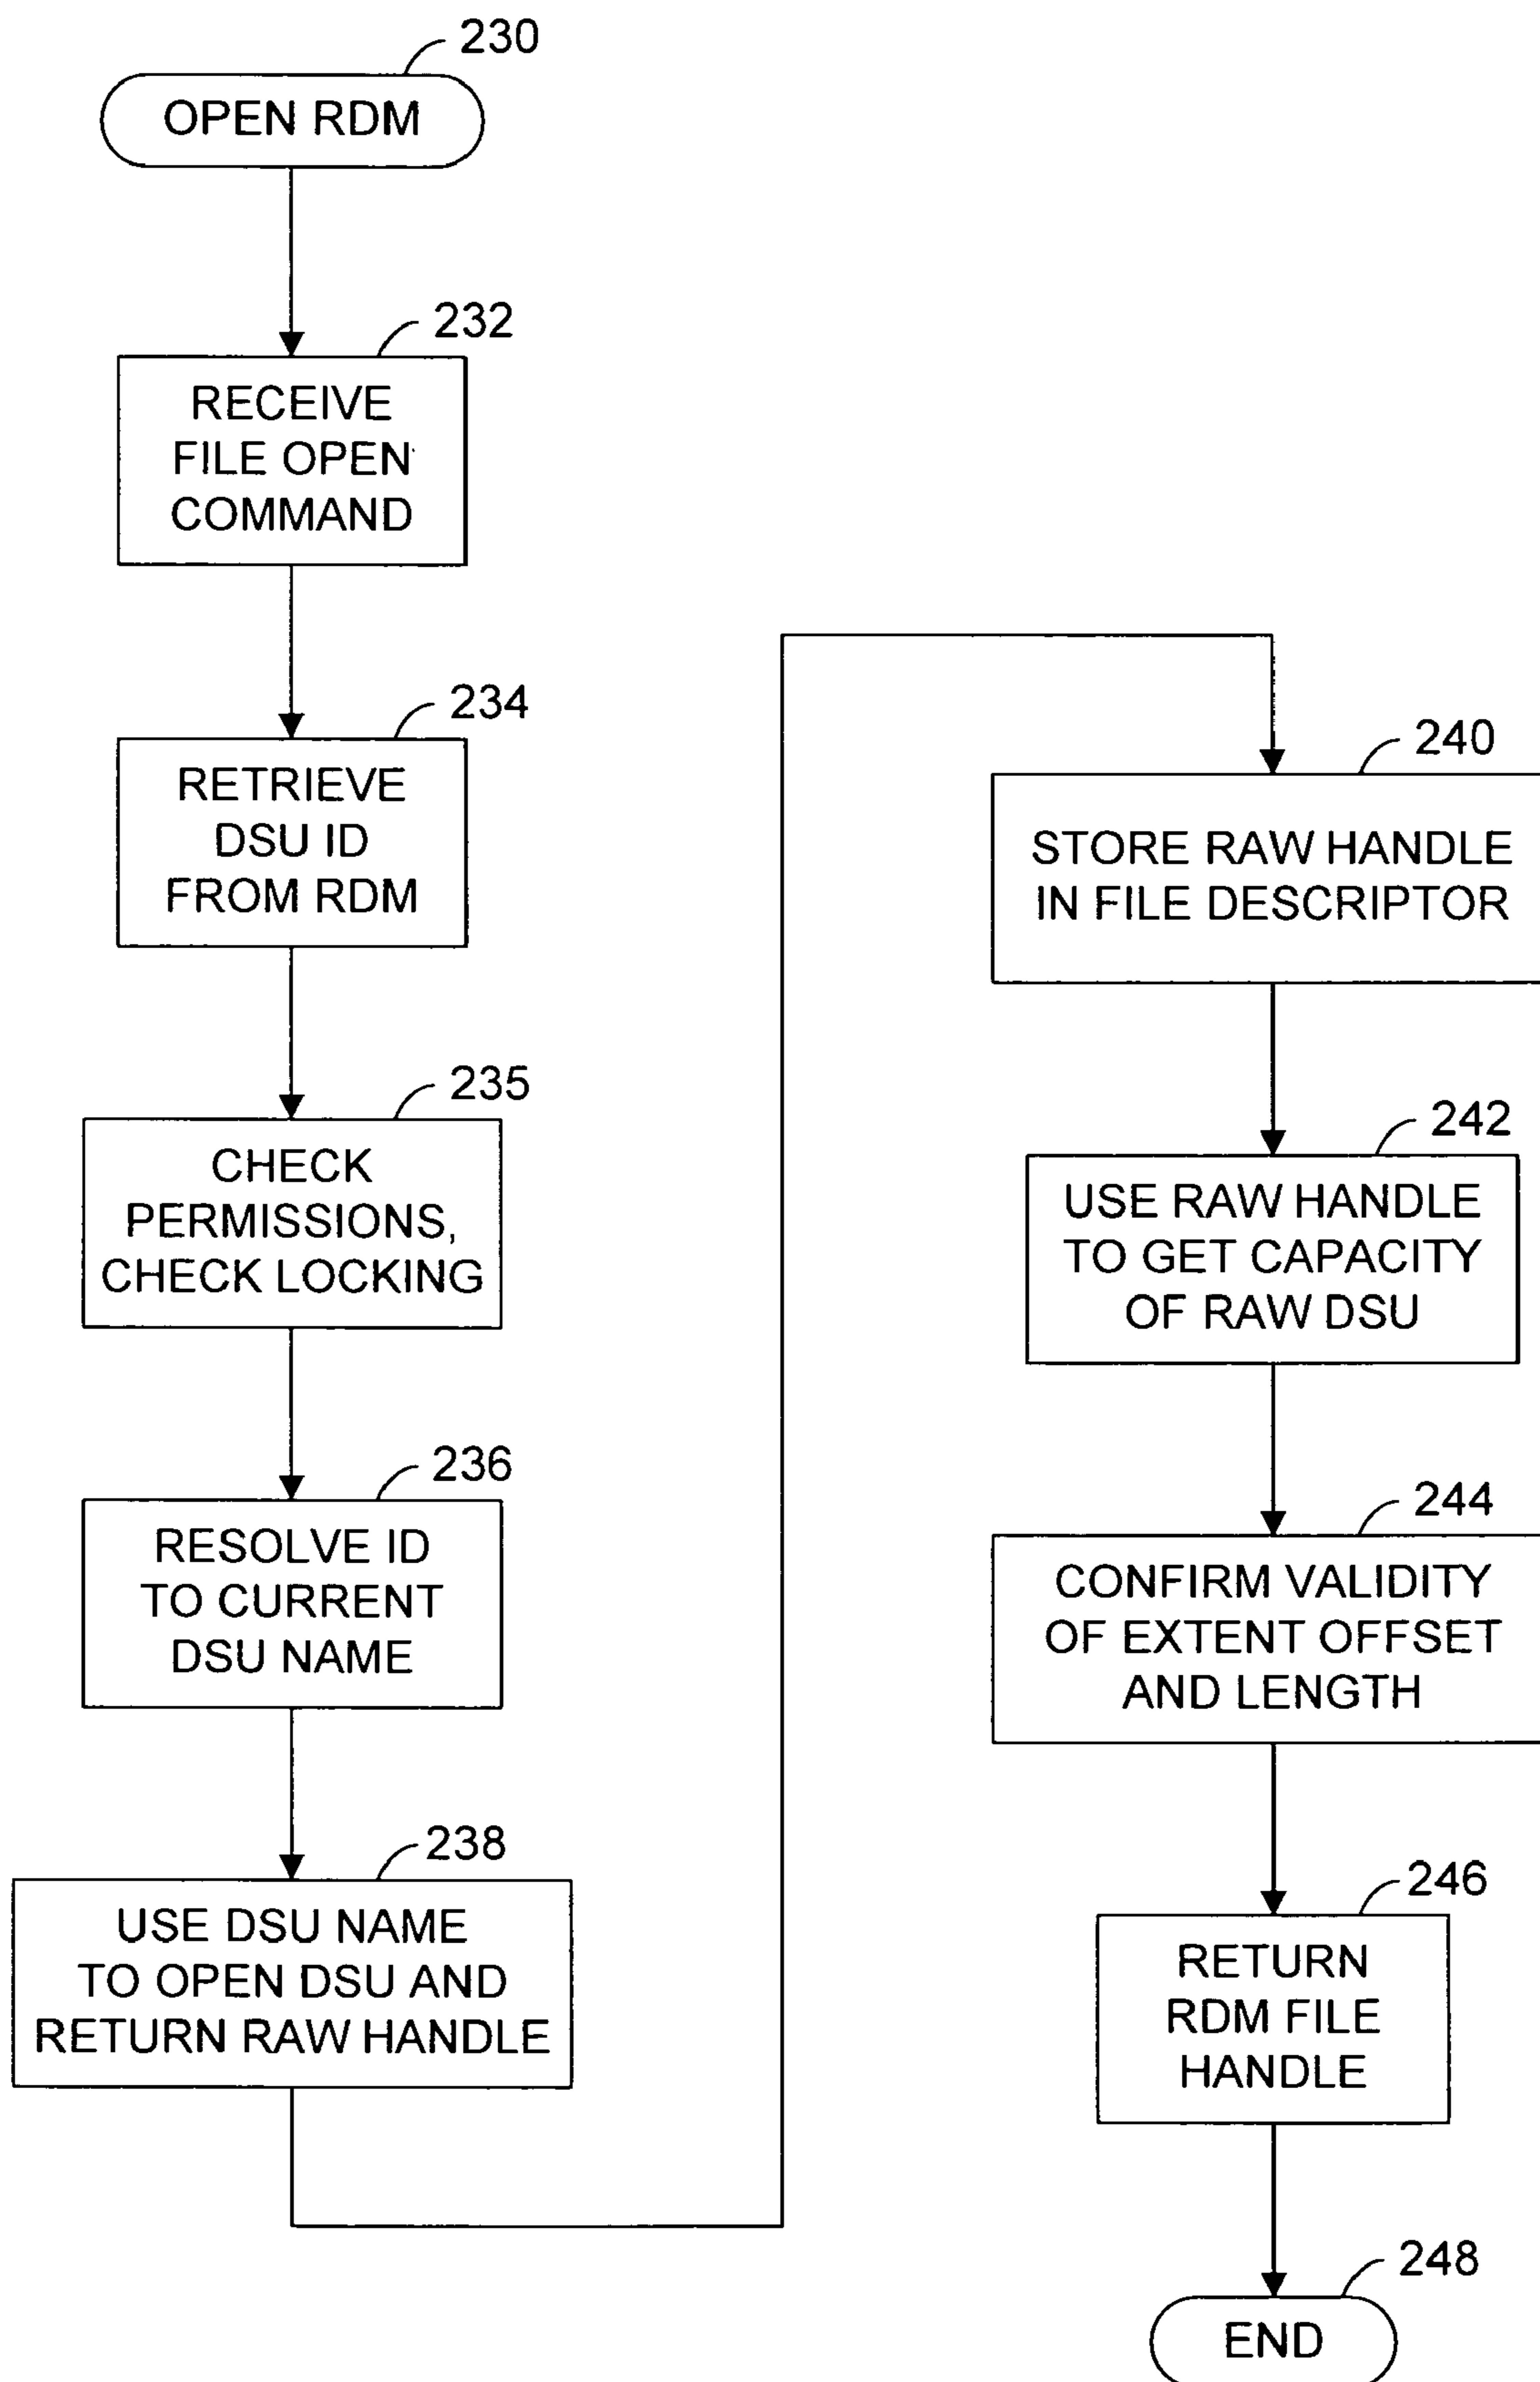 230
OPEN RDM
232
RECEIVE
FILE OPEN
COMMAND
234
RETRIEVE
DSU ID
FROM RDM
235
CHECK
PERMISSIONS,
CHECK LOCKING
236
RESOLVE ID
TO CURRENT
DSU NAME
238
USE DSU NAME
TO OPEN DSU AND
RETURN RAW HANDLE
240
STORE RAW HANDLE
IN FILE DESCRIPTOR
242
USE RAW HANDLE
TO GET CAPACITY
OF RAW DSU
244
CONFIRM VALIDITY
OF EXTENT OFFSET
AND LENGTH
246
RETURN
RDM FILE
HANDLE
248
END